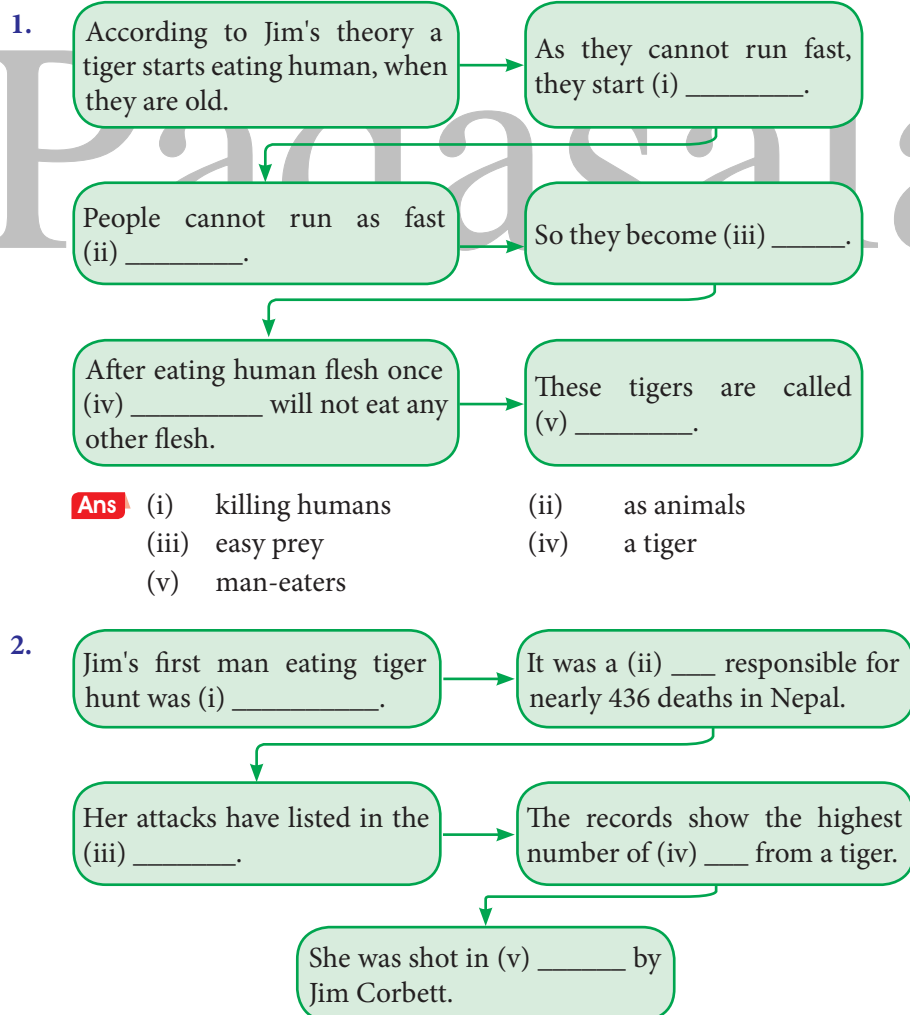 1.
According to Jim's theory a
tiger starts eating human, when
they are old.
As they cannot run fast,
they start (i) ________.
People cannot run as fast
(ii) ________.
So they become (iii) _____.
After eating human flesh once
(iv) _________ will not eat any
other flesh.
These tigers are called
(v) ________.
Ans (i) killing humans (ii) as animals
(iii) easy prey (iv) a tiger
(v) man-eaters
2.
Jim's first man eating tiger
hunt was (i) __________.
It was a (ii) ___ responsible for
nearly 436 deaths in Nepal.
Her attacks have listed in the
(iii) _______.
The records show the highest
number of (iv) ___ from a tiger.
She was shot in (v) ______ by
Jim Corbett.